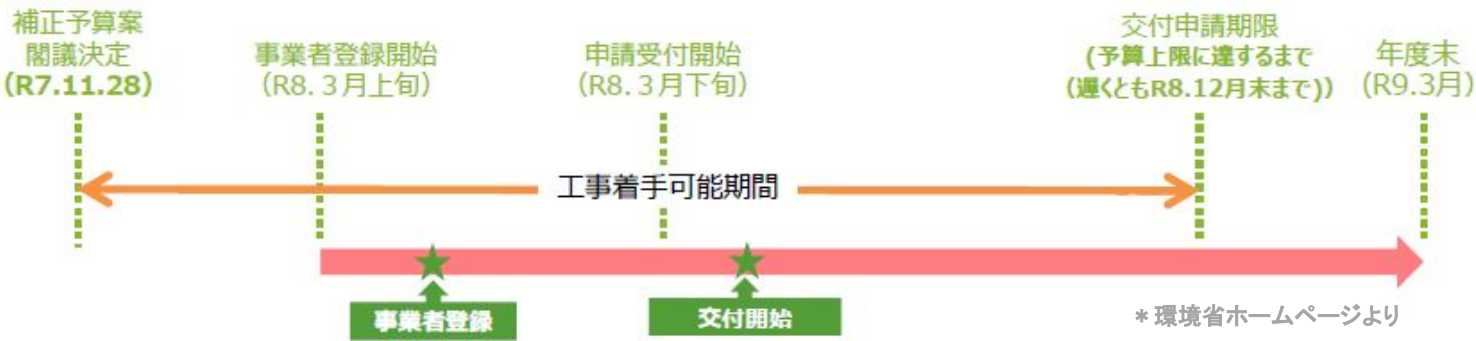 補正予算案
閣議決定
(R7.11.28)
事業者登録開始
(R8.３月上旬)
申請受付開始
(R8.３月下旬)
交付申請期限
(予算上限に達するまで
(遅くともR8.12月末まで))
年度末
(R9.3月)
工事着手可能期間
事業者登録
交付開始
＊環境省ホームページより